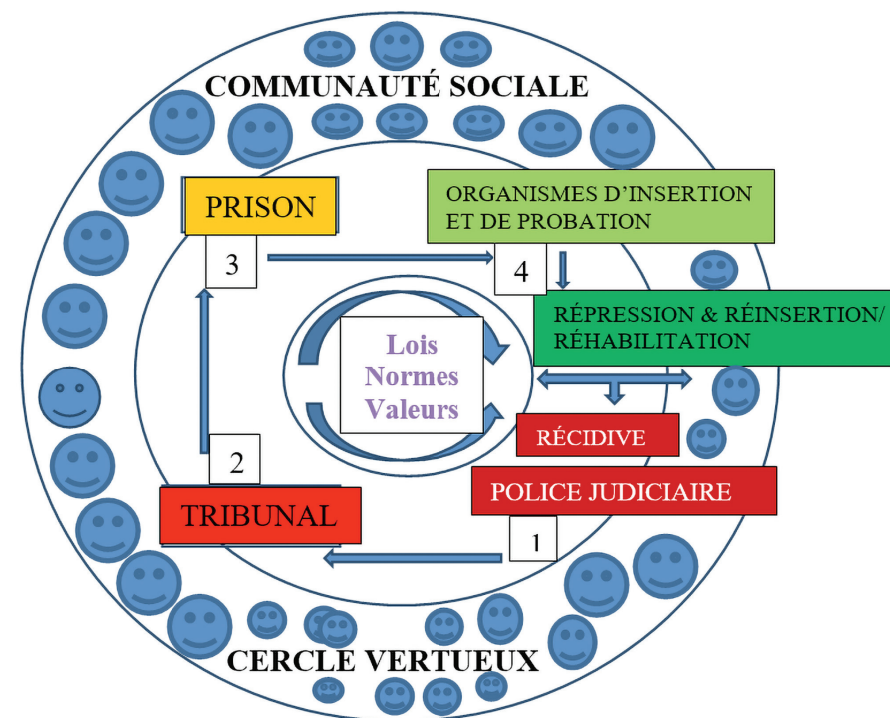 COMMUNAUTÉ SOCIALE
PRISON
3
ORGANISMES D’INSERTION
ET DE PROBATION
4
RÉPRESSION & RÉINSERTION/
RÉHABILITATION
Lois
Normes
Valeurs
RÉCIDIVE
2
TRIBUNAL
POLICE JUDICIAIRE
1
CERCLE VERTUEUX